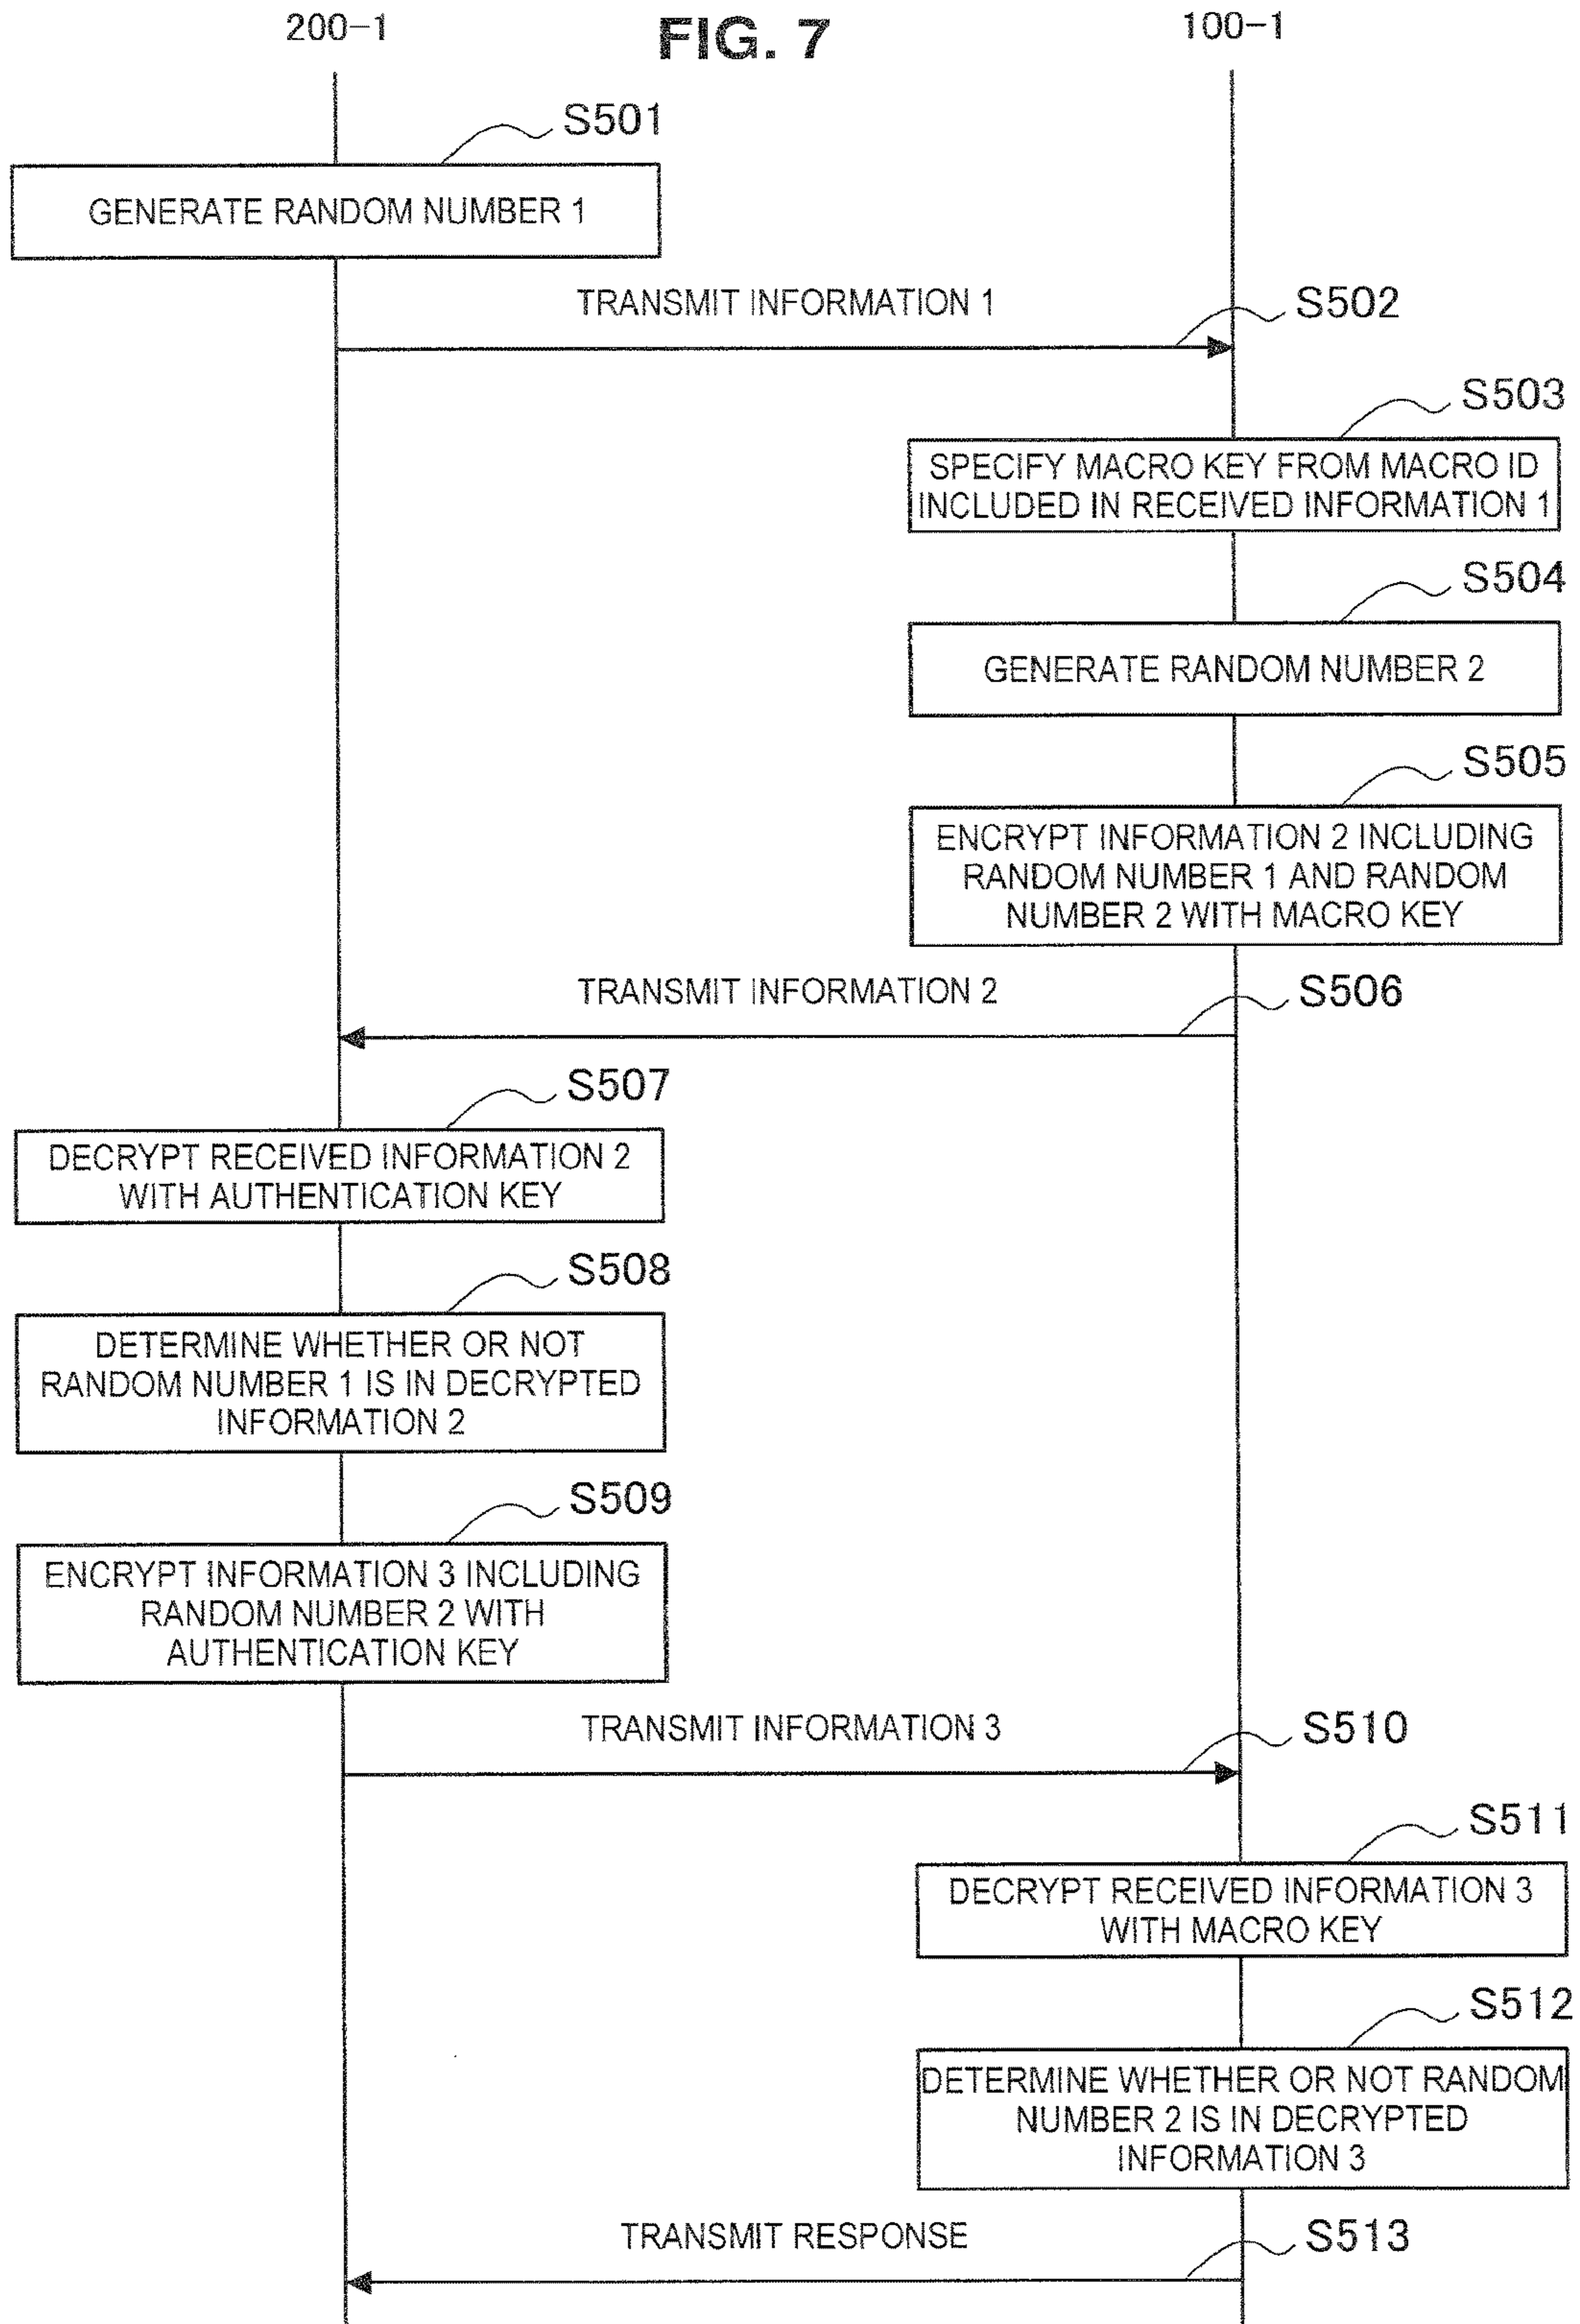 200-1
FIG. 7
100-1
S501
GENERATE RANDOM NUMBER 1
TRANSMIT INFORMATION 1
S502
S503
SPECIFY MACRO KEY FROM MACRO ID
INCLUDED IN RECEIVED INFORMATION 1
S504
GENERATE RANDOM NUMBER 2
S505
ENCRYPT INFORMATION 2 INCLUDING
RANDOM NUMBER 1 AND RANDOM
NUMBER 2 WITH MACRO KEY
TRANSMIT INFORMATION 2
S506
S507
DECRYPT RECEIVED INFORMATION 2
WITH AUTHENTICATION KEY
S508
DETERMINE WHETHER OR NOT
RANDOM NUMBER 1 IS IN DECRYPTED
INFORMATION 2
S509
ENCRYPT INFORMATION 3 INCLUDING
RANDOM NUMBER 2 WITH
AUTHENTICATION KEY
TRANSMIT INFORMATION 3
S510
S511
DECRYPT RECEIVED INFORMATION 3
WITH MACRO KEY
S512
DETERMINE WHETHER OR NOT RANDOM
NUMBER 2 IS IN DECRYPTED
INFORMATION 3
TRANSMIT RESPONSE
S513